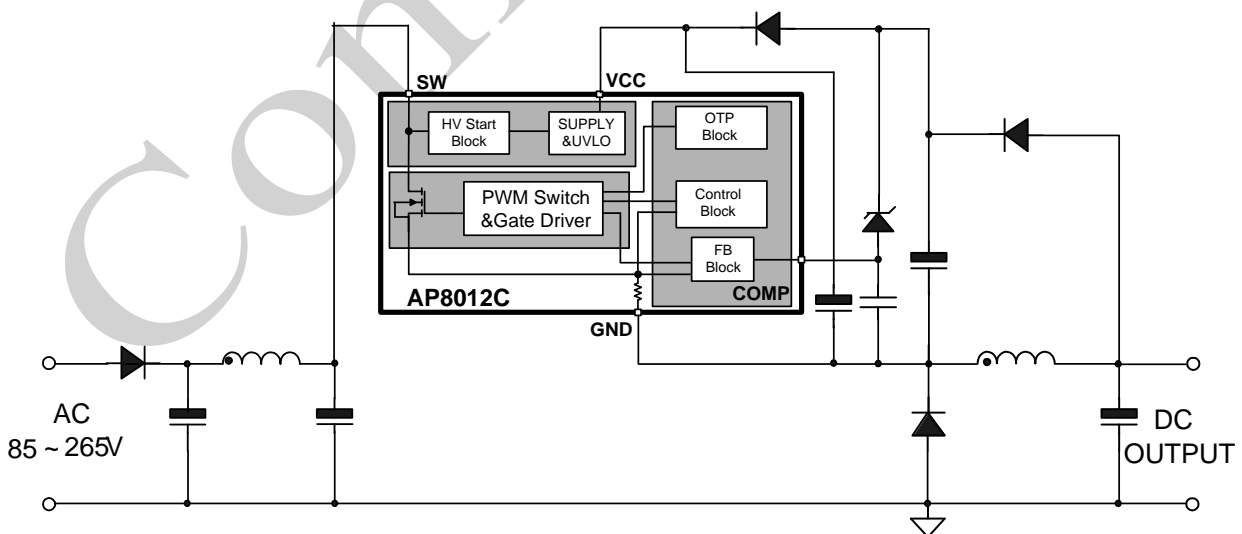 Con
SW
VCC
HV Start
Block
SUPPLY
&UVLO
OTP
Block
PWM Switch
&Gate Driver
Control
Block
FB
Block
COMP
AP8012C
GND
AC
85 ~ 265V
DC
OUTPUT